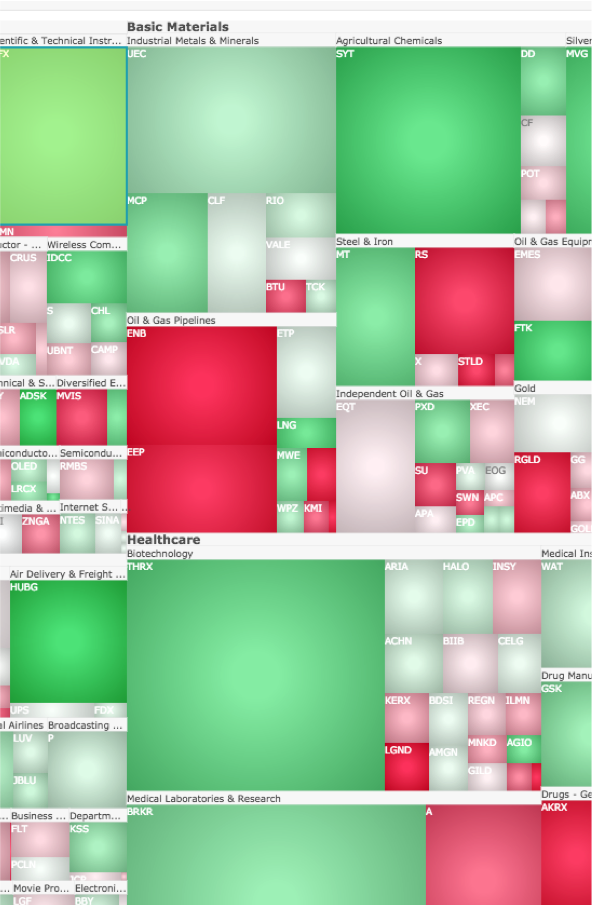 Basic Materials
entific & Technical Instr...
Industrial Metals & Minerals
Agricultural Chemicals
Silver
FX
UEC
SYT
DD
MVG
CF
POT
MCP
CLF
RIO
VALE
BTU
TCK
MN
uctor - ...
Wireless Com...
Steel & Iron
Oil & Gas Equipr
CRUS
IDCC
MT
RS
EMES
S
CHL
SLR
UBNT
CAMP
VDA
X
STLD
FTK
Oil & Gas Pipelines
ENB
ETP
hnical & S...
Diversified E...
Independent Oil & Gas
Gold
Y
ADSK
MVIS
EQT
PXD
XEC
NEM
LNG
iconducto...
Semicondu...
EEP
MWE
OLED
RMBS
LRCX
SU
PVA
EOG
RGLD
GG
SWN
APC
ABX
WPZ
KMI
APA
EPD
GOLI
imedia & ...
Internet S...
I
ZNGA
NTES
SINA
Healthcare
Biotechnology
Medical Ins
THRX
ARIA
HALO
INSY
WAT
Air Delivery & Freight ...
HUBG
ACHN
BIIB
CELG
Drug Manu
GSK
KERX
BDSI
REGN
ILMN
UPS
FDX
al Airlines
Broadcasting ...
LUV
P
LGND
AMGN
MNKD
AGIO
GILD
JBLU
Medical Laboratories & Research
Drugs - Ge
BRKR
A
AKRX
...
Business ...
Departm...
FLT
KSS
PCLN
JCP
...
Movie Pro...
Electroni...
LGF
BBY